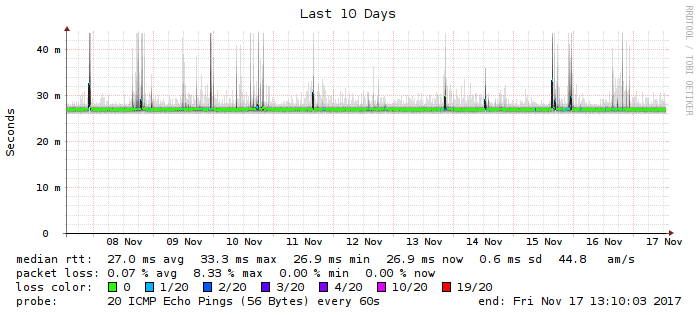 Last 10 Days
RRDTOOL / TOBI OETIKER
Seconds
40 m
30 m
20 m
10 m
0
08 Nov 09 Nov 10 Nov 11 Nov 12 Nov 13 Nov 14 Nov 15 Nov 16 Nov 17 Nov
median rtt: 27.0 ms avg 33.3 ms max 26.9 ms min 26.9 ms now 0.6 ms sd 44.8 am/s
packet loss: 0.07 % avg 8.33 % max 0.00 % min 0.00 % now
loss color: 0 1/20 2/20 3/20 4/20 10/20 19/20
probe: 20 ICMP Echo Pings (56 Bytes) every 60s end: Fri Nov 17 13:10:03 2017